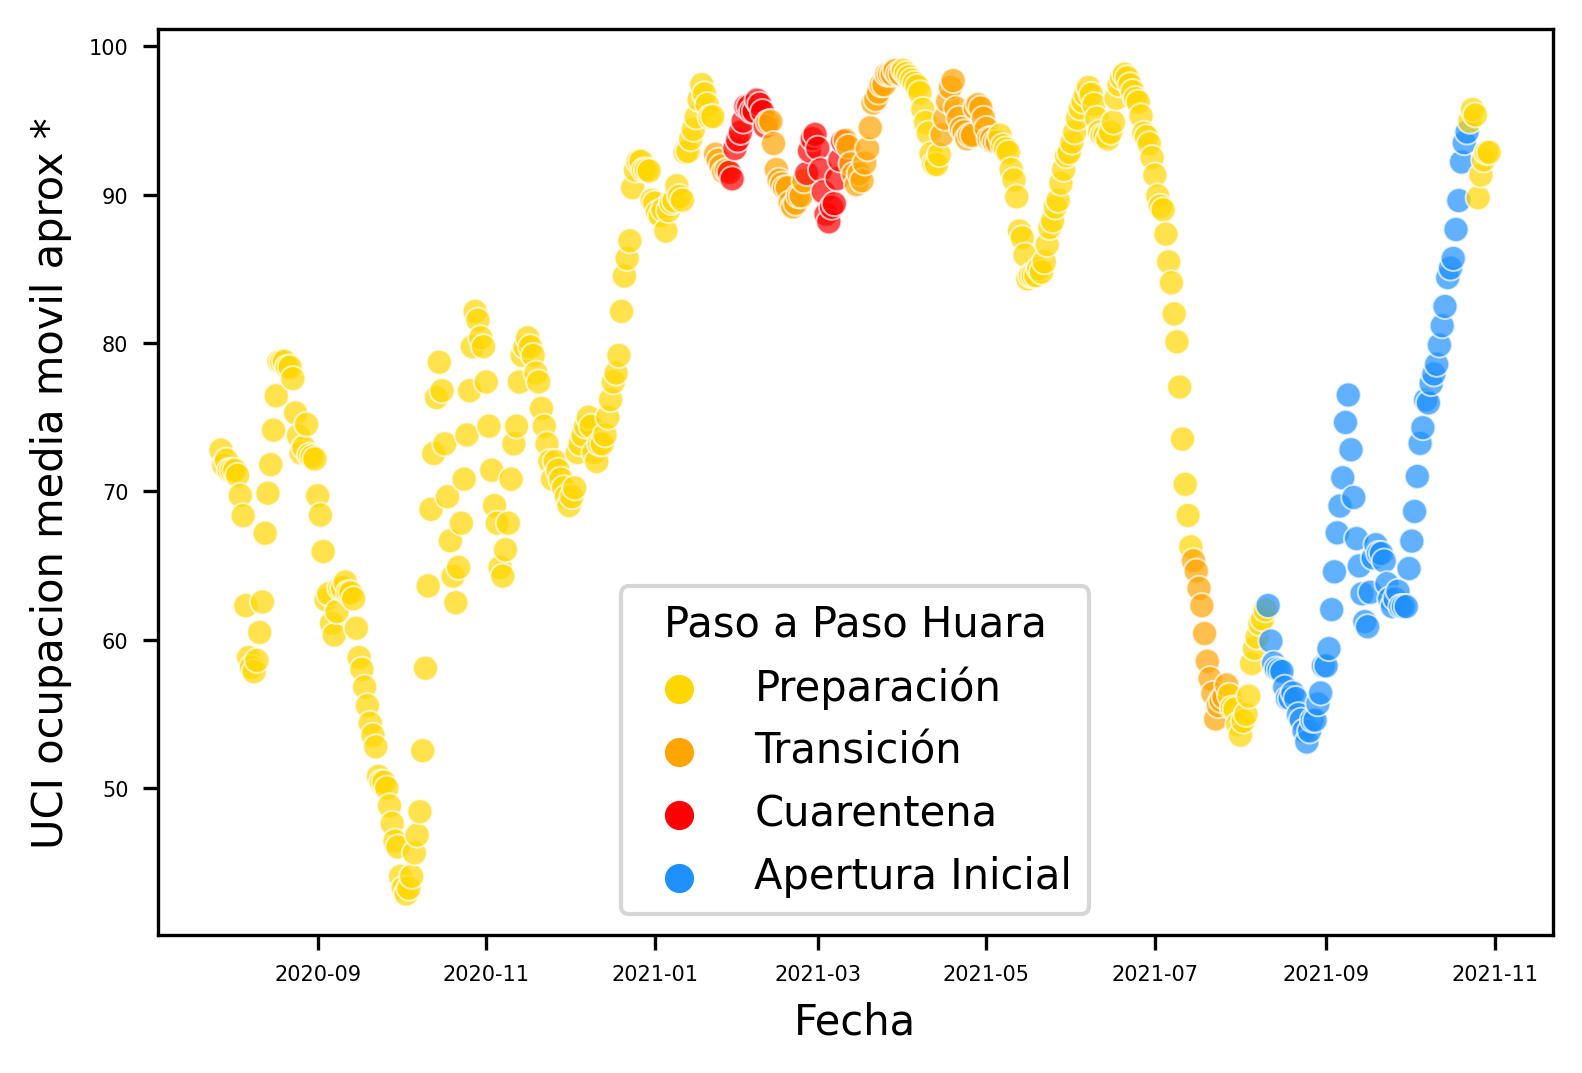 100
90
80
70
60
50
UCI ocupacion media movil aprox *
Paso a Paso Huara
Preparación
Transición
Cuarentena
Apertura Inicial
2020-09 2020-11 2021-01 2021-03 2021-05 2021-07 2021-09 2021-11
Fecha